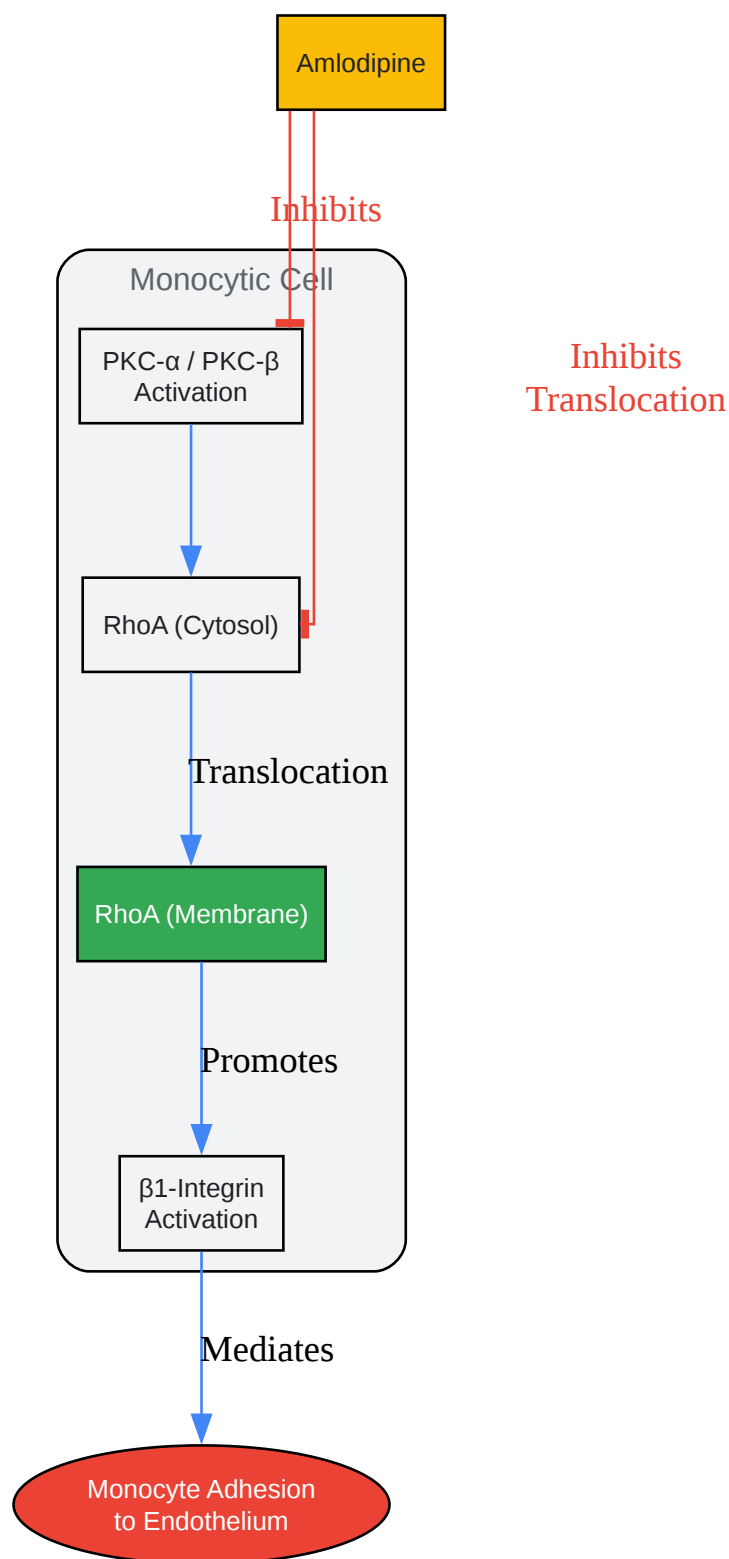 Amlodipine
Inhibits
Monocytic Cell
PKC-α / PKC-β
Activation
Inhibits
Translocation
RhoA (Cytosol)
Translocation
RhoA (Membrane)
Promotes
β1-Integrin
Activation
Mediates
Monocyte Adhesion
to Endothelium